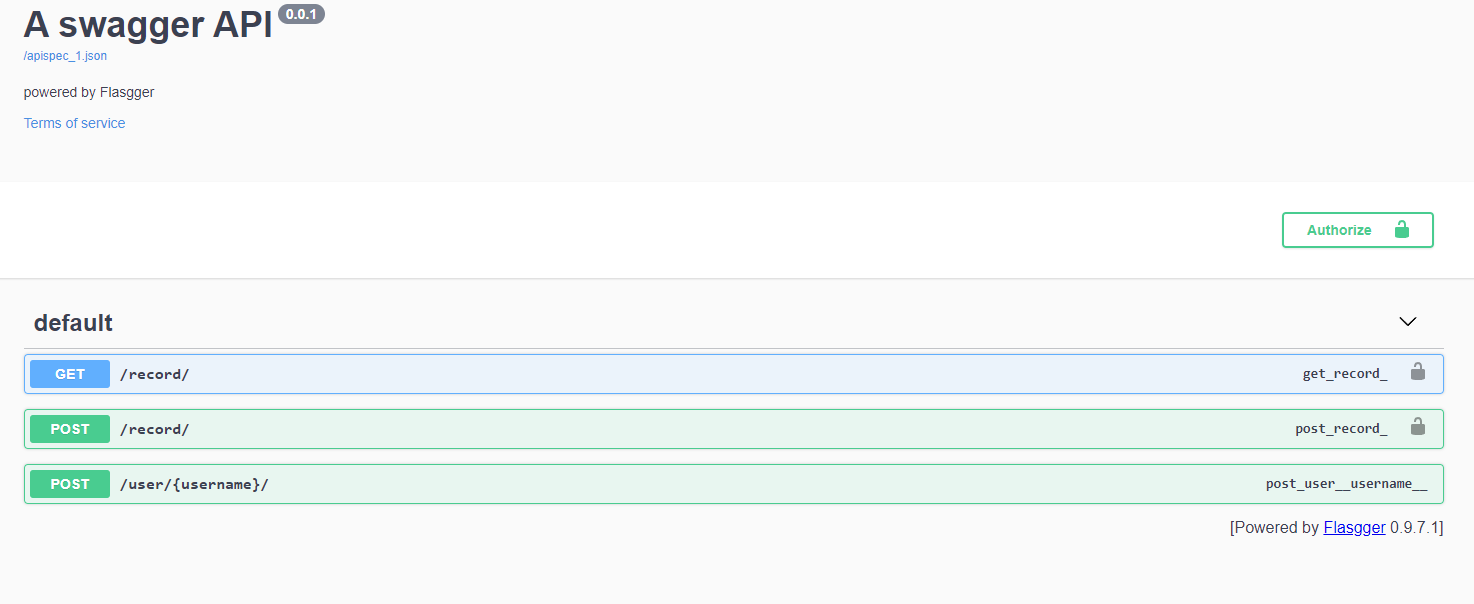 A swagger API 0.0.1
/apispec_1.json
powered by Flasgger
Terms of service
Authorize
default
GET /record/ get_record_
POST /record/ post_record_
POST /user/{username}/ post_user__username__
[Powered by Flasgger 0.9.7.1]